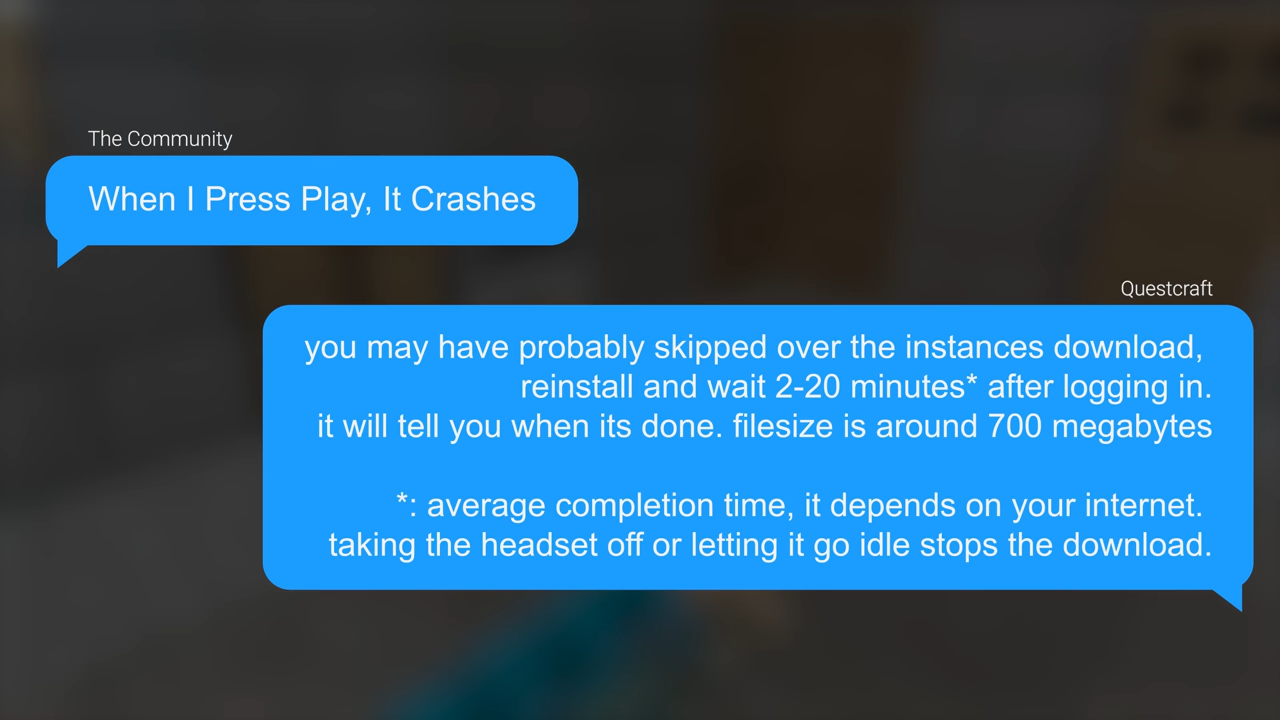 The Community
When I Press Play, It Crashes
Questcraft
you may have probably skipped over the instances download,
reinstall and wait 2-20 minutes* after logging in.
it will tell you when its done. filesize is around 700 megabytes
*: average completion time, it depends on your internet.
taking the headset off or letting it go idle stops the download.